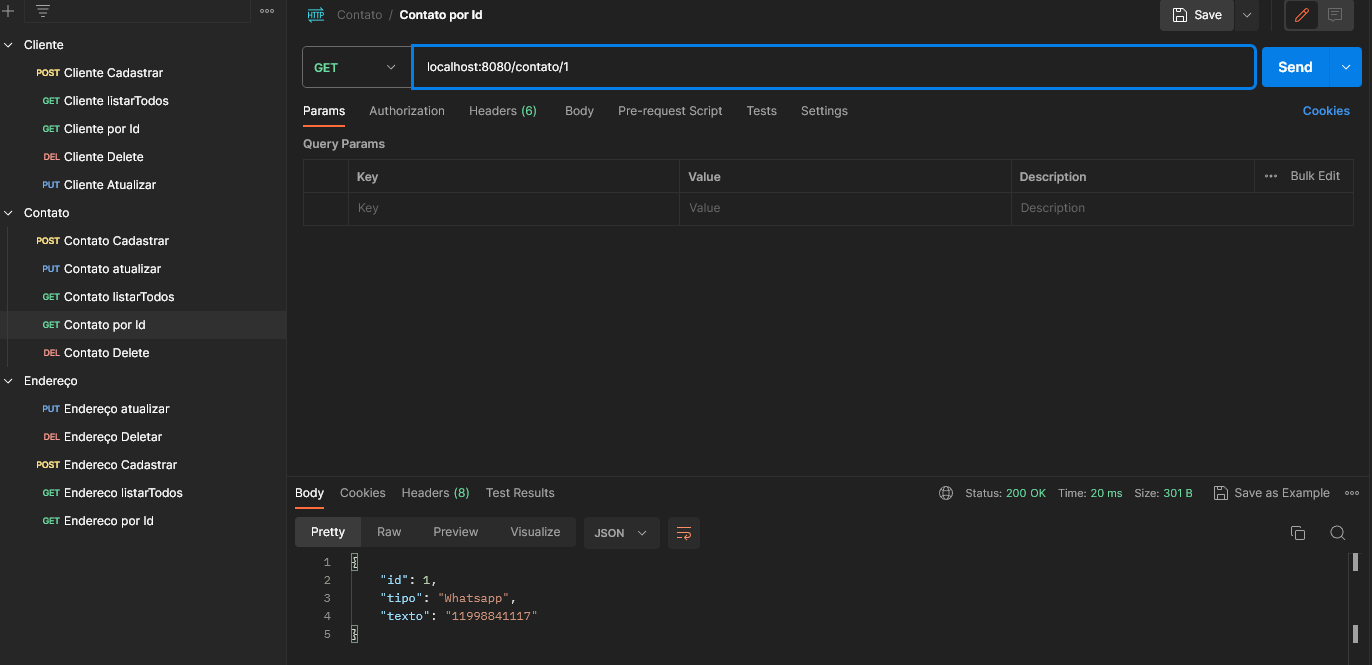 HTTP Contato / Contato por Id Save
Cliente
POST Cliente Cadastrar
GET Cliente listarTodos
GET Cliente por Id
DEL Cliente Delete
PUT Cliente Atualizar
Contato
POST Contato Cadastrar
PUT Contato atualizar
GET Contato listarTodos
GET Contato por Id
DEL Contato Delete
Endereço
PUT Endereço atualizar
DEL Endereço Deletar
POST Endereco Cadastrar
GET Endereco listarTodos
GET Endereco por Id
GET localhost:8080/contato/1 Send
Params Authorization Headers (6) Body Pre-request Script Tests Settings Cookies
Query Params
Key Value Description Bulk Edit
Key Value Description
Body Cookies Headers (8) Test Results Status: 200 OK Time: 20 ms Size: 301 B Save as Example
Pretty Raw Preview Visualize JSON
1 {
2 "id": 1,
3 "tipo": "Whatsapp",
4 "texto": "11998841117"
5 }